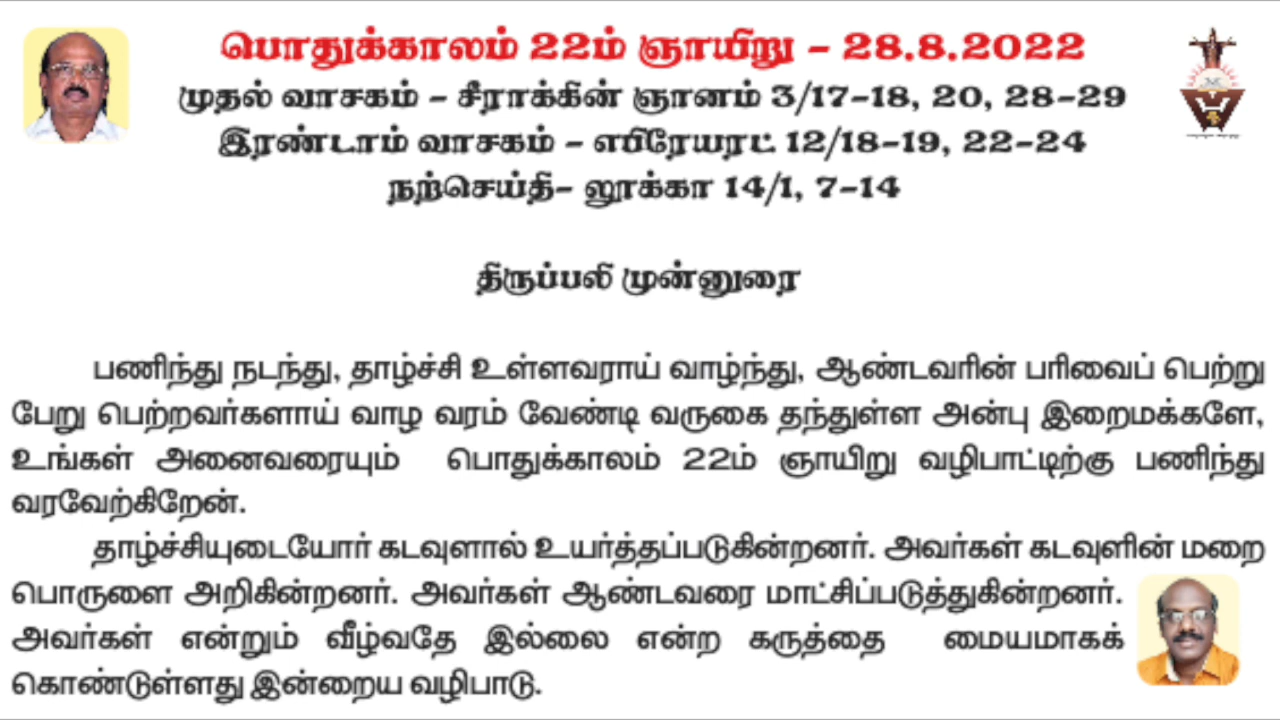 பொதுக்காலம் 22ம் ஞாயிறு - 28.8.2022
முதல் வாசகம் - சீராக்கின் ஞானம் 3/17-18, 20, 28-29
இரண்டாம் வாசகம் - எபிரேயரட் 12/18-19, 22-24
நற்செய்தி- லூக்கா 14/1, 7-14
திருப்பலி முன்னுரை
பணிந்து நடந்து, தாழ்ச்சி உள்ளவராய் வாழ்ந்து, ஆண்டவரின் பரிவைப் பெற்று
பேறு பெற்றவர்களாய் வாழ வரம் வேண்டி வருகை தந்துள்ள அன்பு இறைமக்களே,
உங்கள் அனைவரையும் பொதுக்காலம் 22ம் ஞாயிறு வழிபாட்டிற்கு பணிந்து
வரவேற்கிறேன்.
தாழ்ச்சியுடையோர் கடவுளால் உயர்த்தப்படுகின்றனர். அவர்கள் கடவுளின் மறை
பொருளை அறிகின்றனர். அவர்கள் ஆண்டவரை மாட்சிப்படுத்துகின்றனர்.
அவர்கள் என்றும் வீழ்வதே இல்லை என்ற கருத்தை மையமாகக்
கொண்டுள்ளது இன்றைய வழிபாடு.